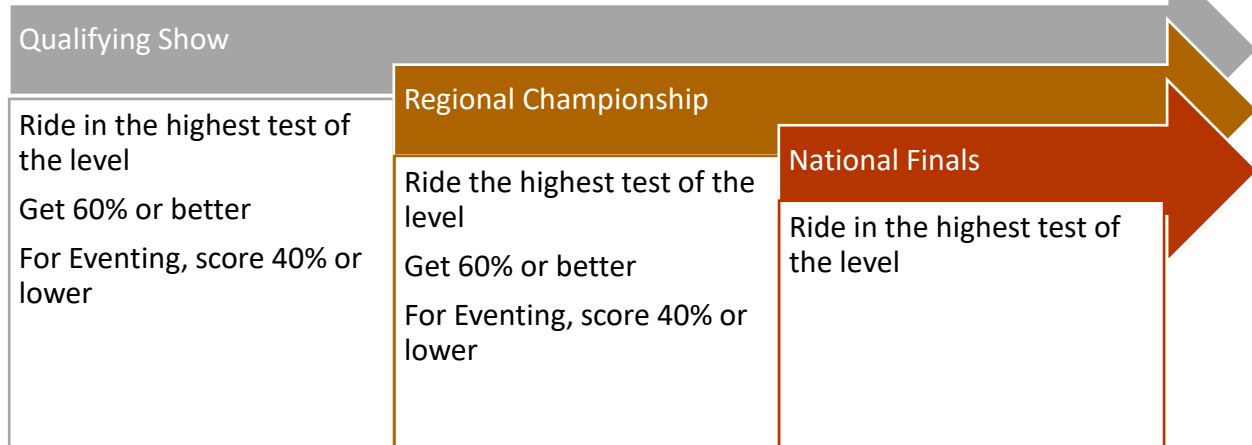 Qualifying Show
Ride in the highest test of
the level
Get 60% or better
For Eventing, score 40% or
lower
Regional Championship
Ride the highest test of the
level
Get 60% or better
For Eventing, score 40% or
lower
National Finals
Ride in the highest test of
the level